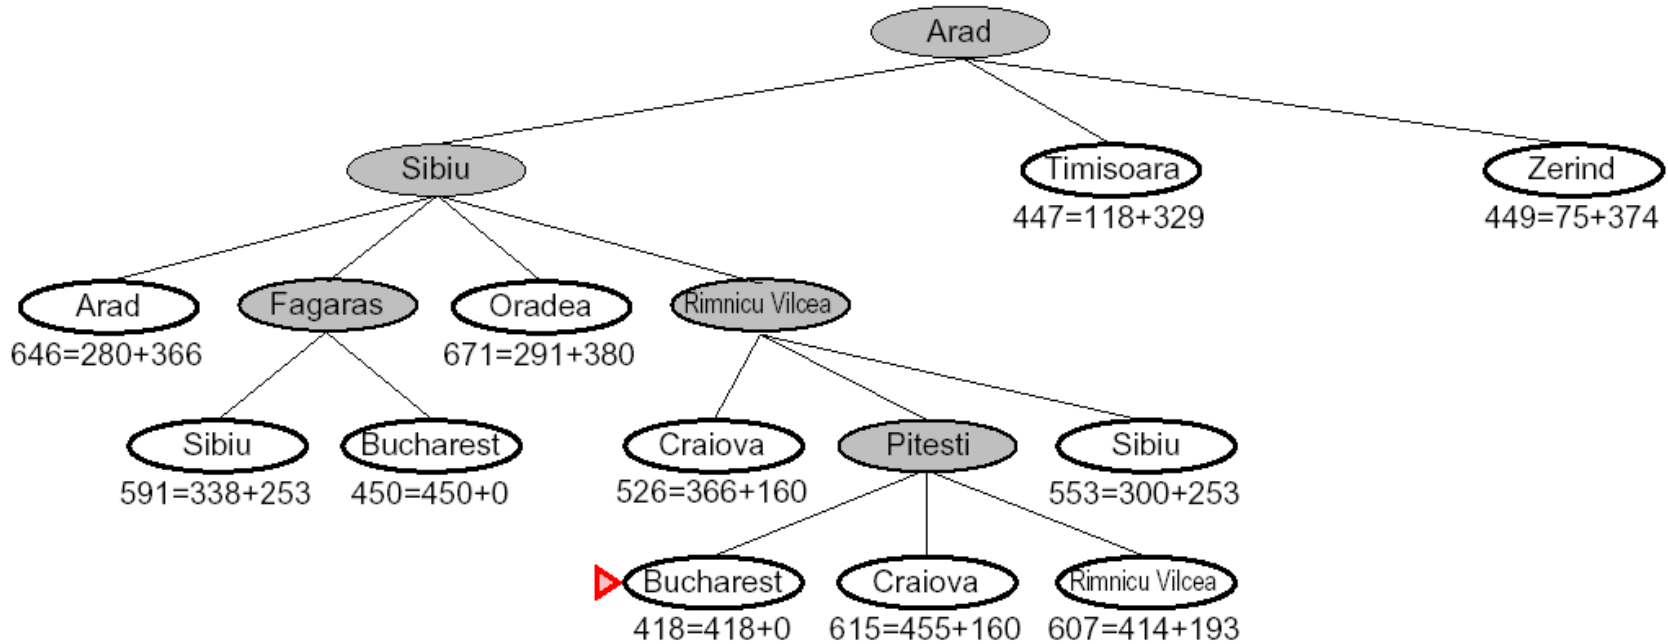 Arad
Sibiu
Timisoara
Zerind
447=118+329
449=75+374
Arad
Fagaras
Oradea
Rimnicu Vilcea
646=280+366
671=291+380
Sibiu
Bucharest
Craiova
Pitesti
Sibiu
591=338+253
450=450+0
526=366+160
553=300+253
Bucharest
Craiova
Rimnicu Vilcea
418=418+0
615=455+160
607=414+193